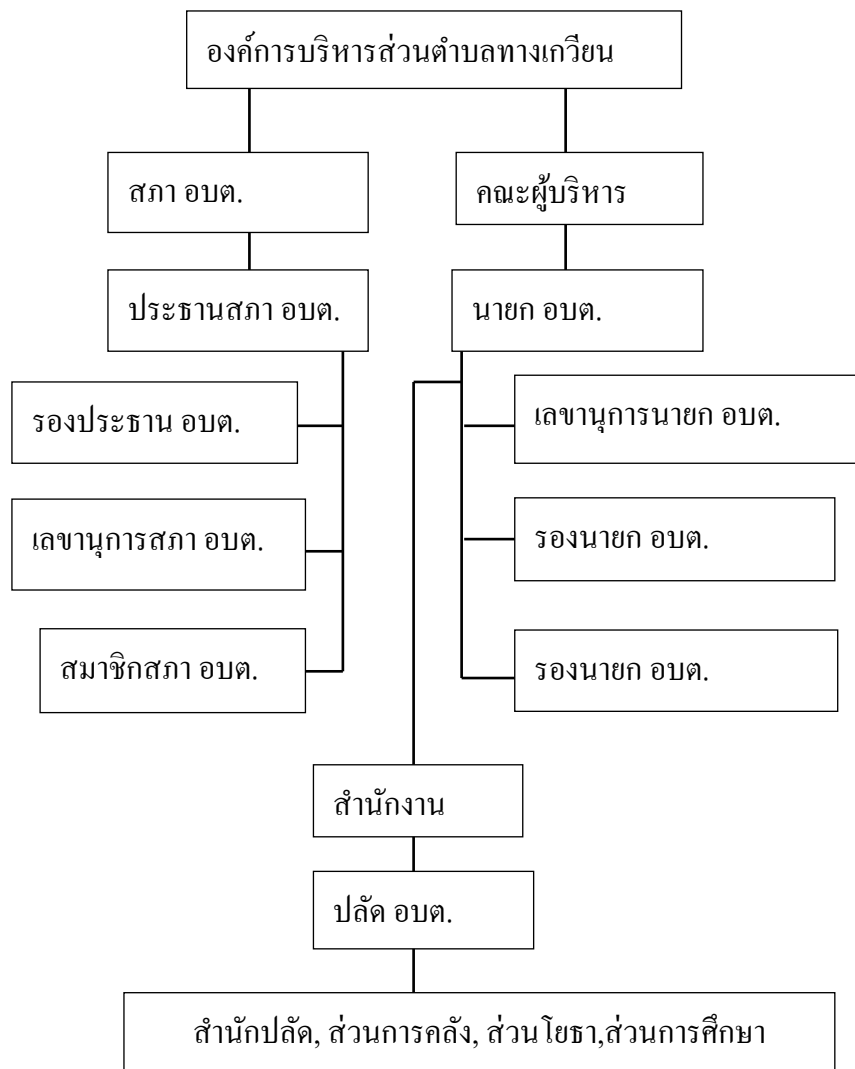 องค์การบริหารส่วนตำบลทางเกวียน
สภา อบต.
คณะผู้บริหาร
ประธานสภา อบต.
นายก อบต.
รองประธาน อบต.
เลขานุการนายก อบต.
เลขานุการสภา อบต.
รองนายก อบต.
สมาชิกสภา อบต.
รองนายก อบต.
สำนักงาน
ปลัด อบต.
สำนักปลัด, ส่วนการคลัง, ส่วนโยธา,ส่วนการศึกษา